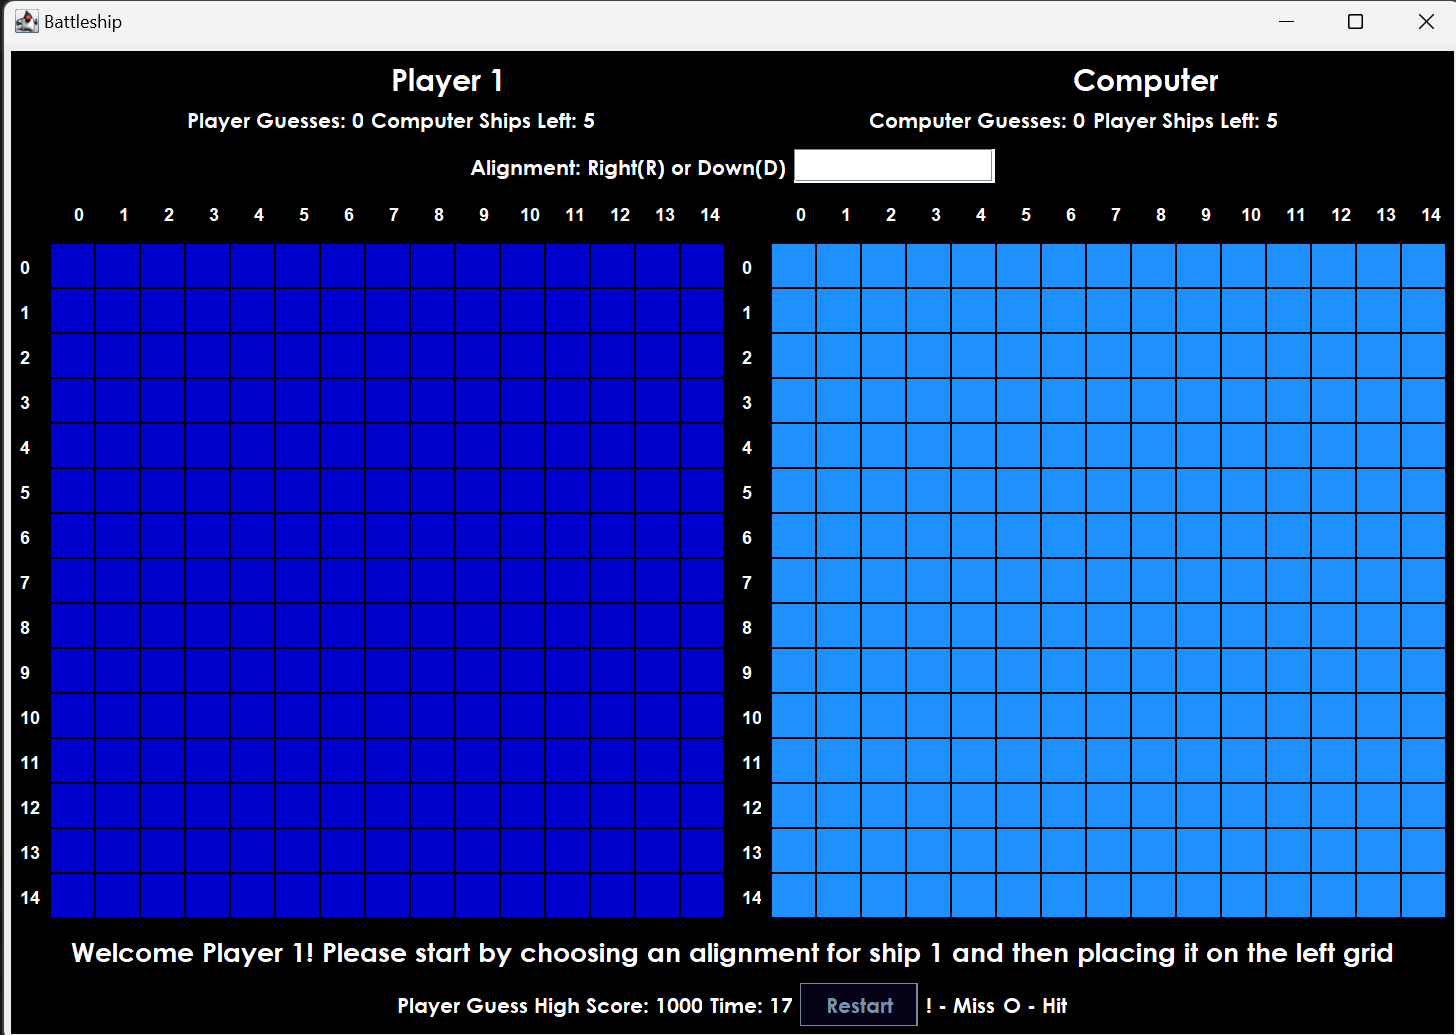 Battleship
Player 1
Computer
Player Guesses: 0 Computer Ships Left: 5
Computer Guesses: 0 Player Ships Left: 5
Alignment: Right(R) or Down(D)
0 1 2 3 4 5 6 7 8 9 10 11 12 13 14
0 1 2 3 4 5 6 7 8 9 10 11 12 13 14
0 0
1 1
2 2
3 3
4 4
5 5
6 6
7 7
8 8
9 9
10 10
11 11
12 12
13 13
14 14
Welcome Player 1! Please start by choosing an alignment for ship 1 and then placing it on the left grid
Player Guess High Score: 1000 Time: 17 Restart ! - Miss O - Hit